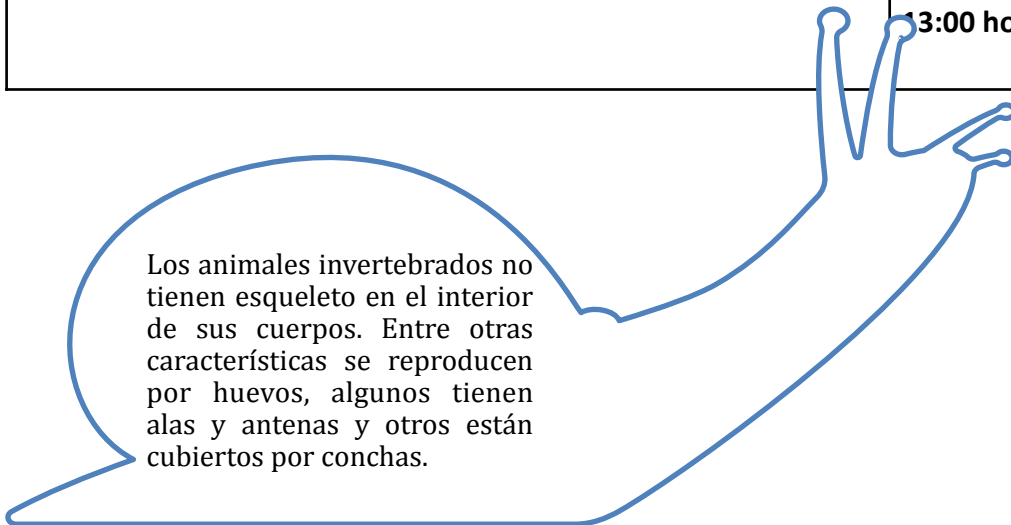 13:00
Los animales invertebrados no
tienen esqueleto en el interior
de sus cuerpos. Entre otras
características se reproducen
por huevos, algunos tienen
alas y antenas y otros están
cubiertos por conchas.